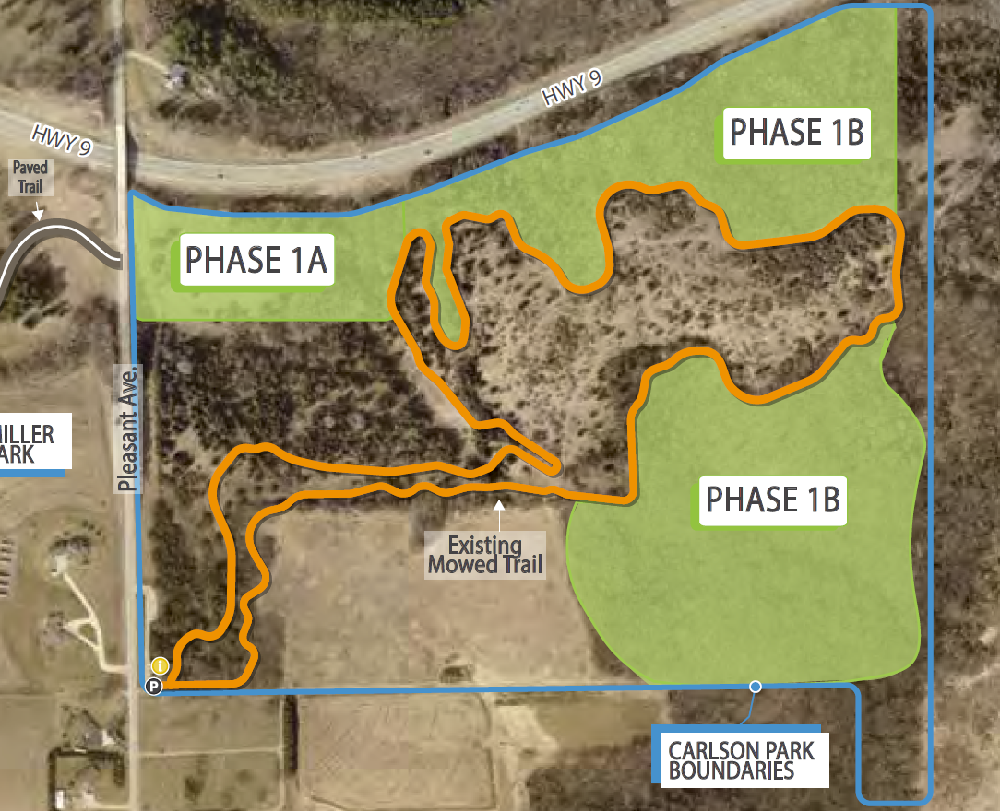 HWY 9
PHASE 1B
HWY 9
Paved
Trail
PHASE 1A
Pleasant Ave.
ILLER
ARK
PHASE 1B
Existing
Mowed Trail
i
P
CARLSON PARK
BOUNDARIES